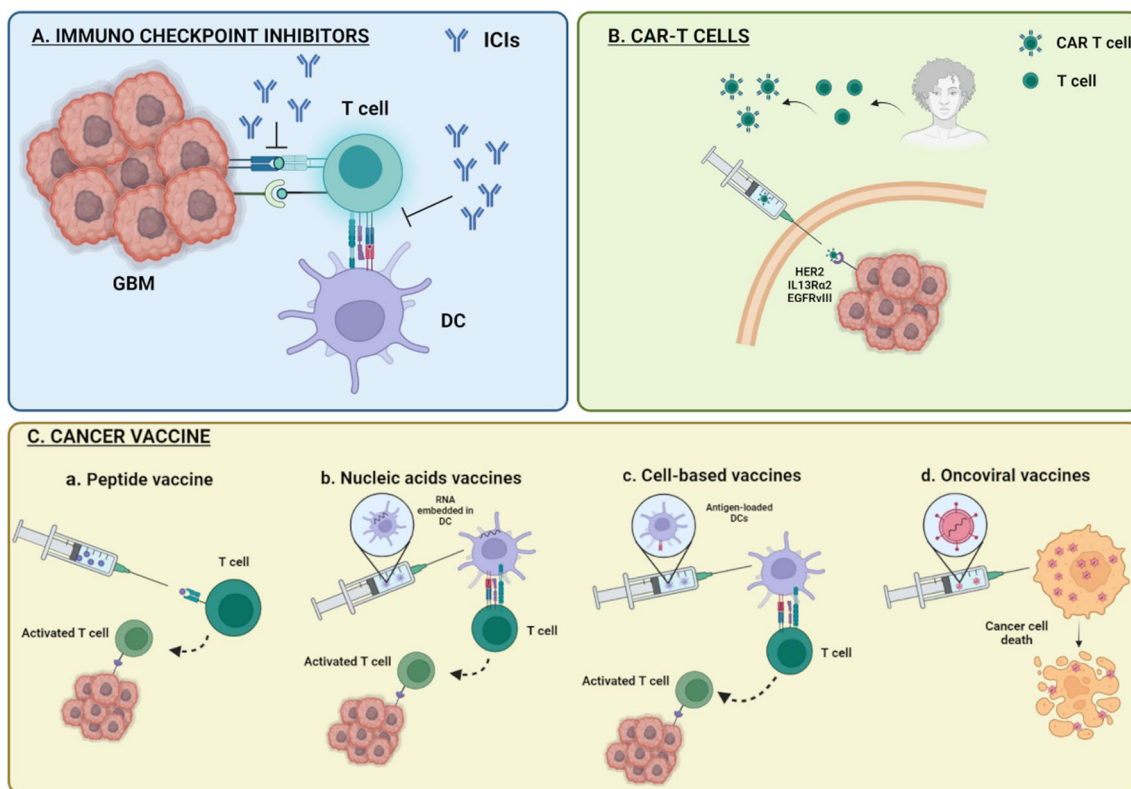 A. IMMUNO CHECKPOINT INHIBITORS
ICIs
T cell
GBM
DC
B. CAR-T CELLS
CAR T cell
T cell
HER2
IL13Rα2
EGFRvIII
C. CANCER VACCINE
a. Peptide vaccine
T cell
Activated T cell
b. Nucleic acids vaccines
RNA
embedded in
DC
T cell
Activated T cell
c. Cell-based vaccines
Antigen-loaded
DCs
T cell
Activated T cell
d. Oncoviral vaccines
Cancer cell
death